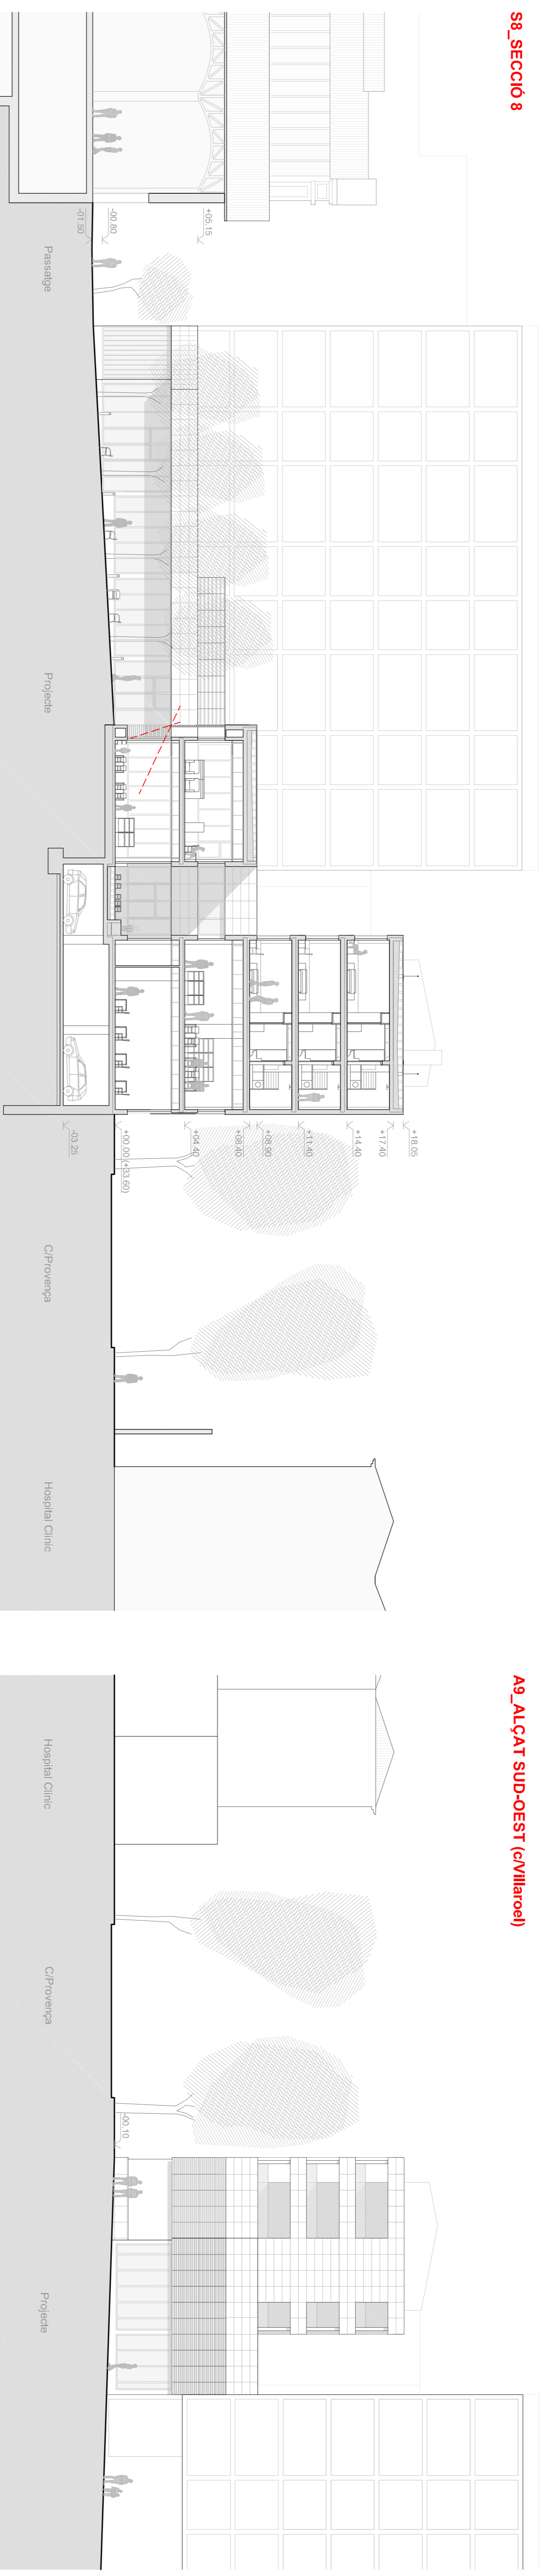 S8_SECCIÓ 8
+05.15
-00.80
-01.50
Passatge
Projecte
+18.05
+17.40
+14.40
+11.40
+08.90
+08.40
+04.40
+00.00(+33.60)
-03.25
C/Provença
Hospital Clínic
A9_ALÇAT SUD-OEST (c/Villaroel)
Hospital Clínic
C/Provença
-00.10
Projecte